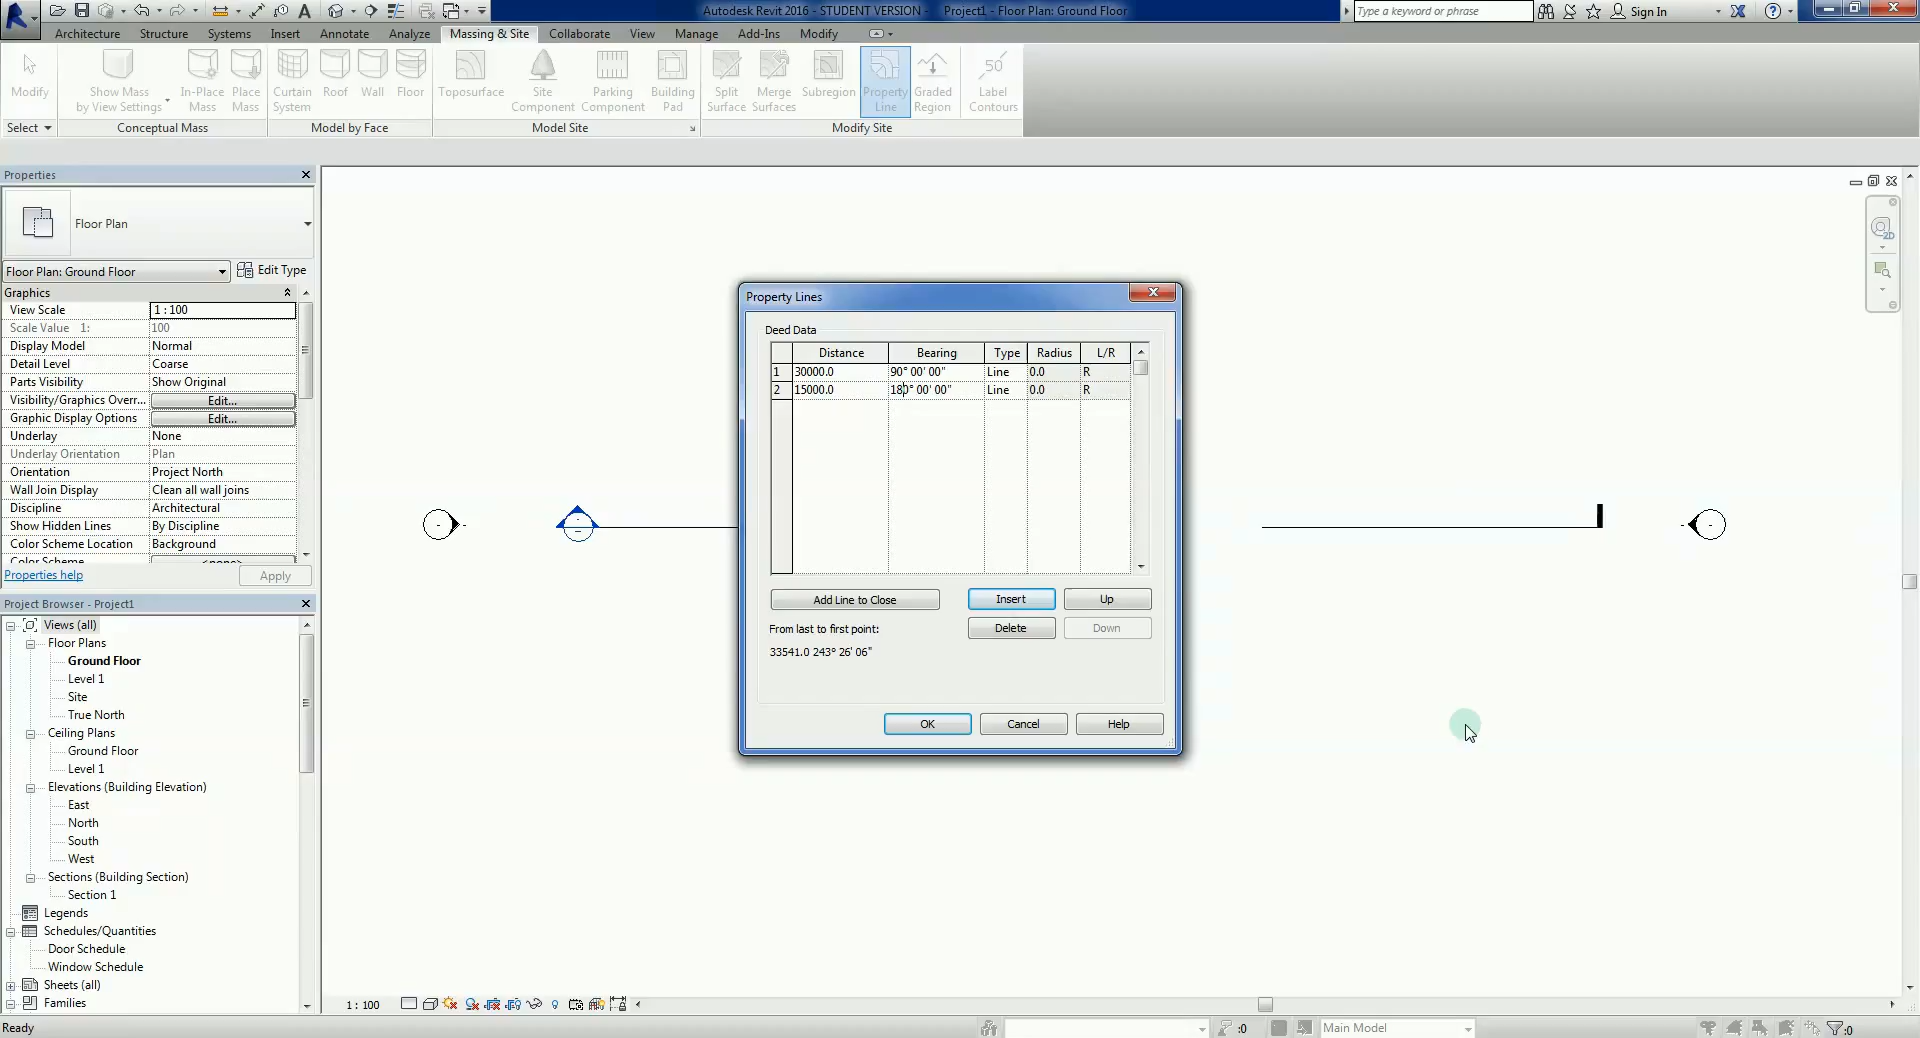 Autodesk Revit 2016 - STUDENT VERSION - Project1 - Floor Plan: Ground Floor
Type a keyword or phrase
Sign In
Architecture Structure Systems Insert Annotate Analyze Massing & Site Collaborate View Manage Add-Ins Modify
Modify
Show Mass
by View Settings
In-Place
Mass
Place
Mass
Curtain
System
Roof
Wall
Floor
Toposurface
Site
Component
Parking
Component
Building
Pad
Split
Surface
Merge
Surfaces
Subregion
Property
Line
Graded
Region
50
Label
Contours
Select
Conceptual Mass
Model by Face
Model Site
Modify Site
Properties
Floor Plan
Floor Plan: Ground Floor
Edit Type
Graphics
View Scale 1 : 100
Scale Value 1: 100
Display Model Normal
Detail Level Coarse
Parts Visibility Show Original
Visibility/Graphics Overr... Edit...
Graphic Display Options Edit...
Underlay None
Underlay Orientation Plan
Orientation Project North
Wall Join Display Clean all wall joins
Discipline Architectural
Show Hidden Lines By Discipline
Color Scheme Location Background
Color Scheme <none>
Properties help
Apply
Project Browser - Project1
Views (all)
Floor Plans
Ground Floor
Level 1
Site
True North
Ceiling Plans
Ground Floor
Level 1
Elevations (Building Elevation)
East
North
South
West
Sections (Building Section)
Section 1
Legends
Schedules/Quantities
Door Schedule
Window Schedule
Sheets (all)
Families
2D
Property Lines
Deed Data
Distance Bearing Type Radius L/R
1 30000.0 90° 00' 00" Line 0.0 R
2 15000.0 180° 00' 00" Line 0.0 R
Add Line to Close
Insert
Up
From last to first point:
Delete
Down
33541.0 243° 26' 06"
OK
Cancel
Help
1 : 100
Ready
:0
Main Model
:0